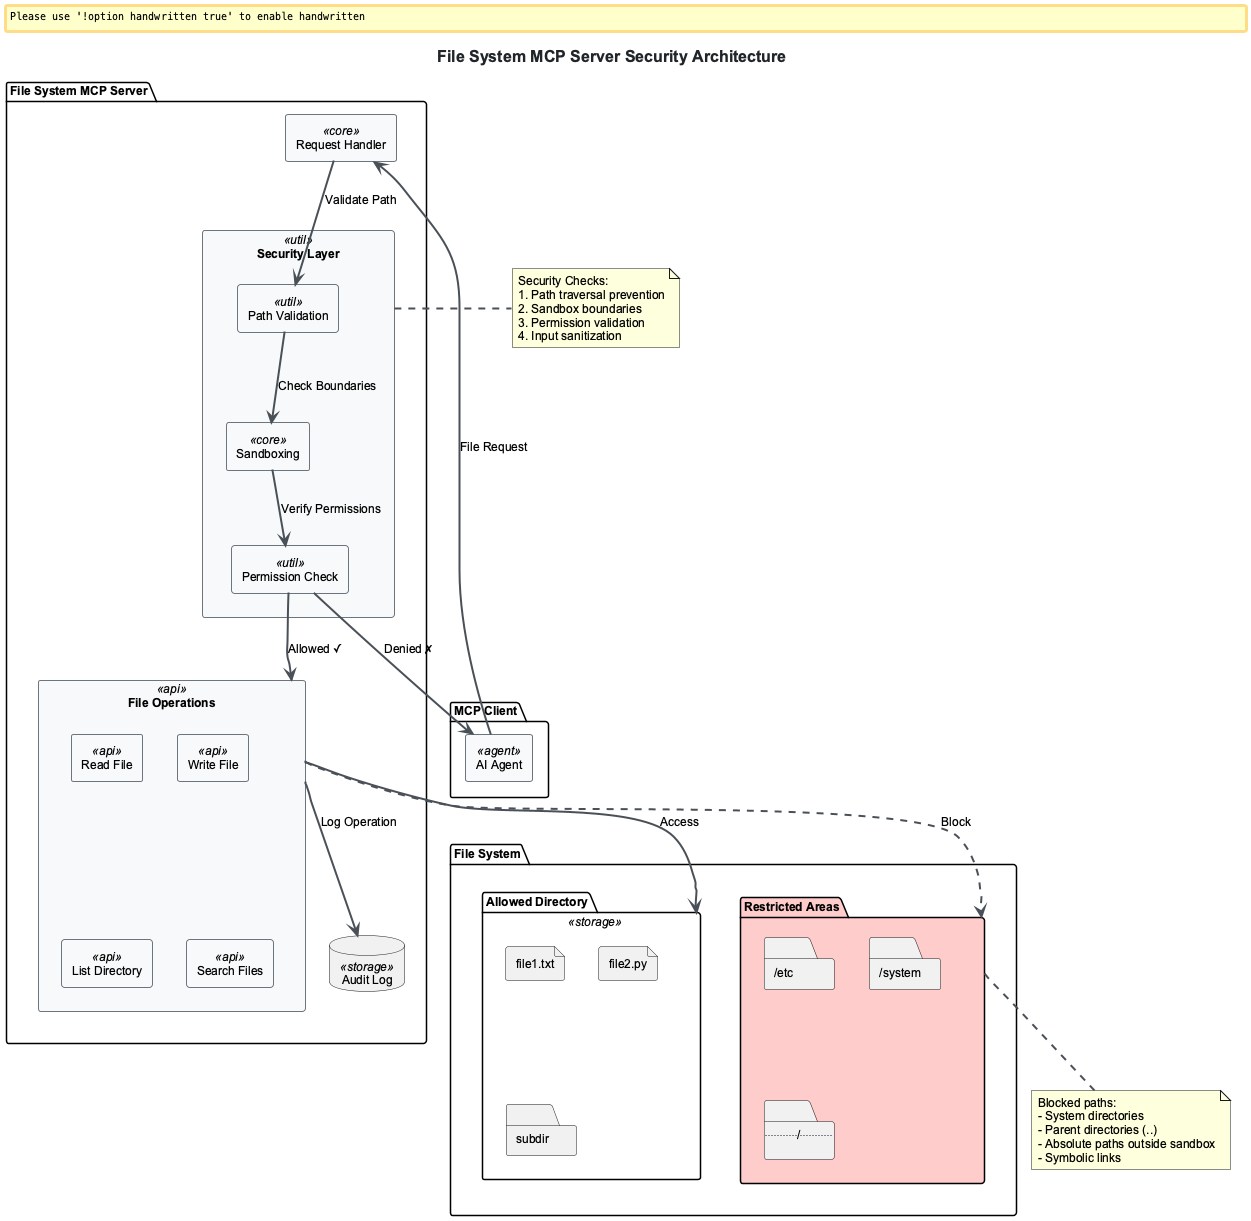 Please use '!option handwritten true' to enable handwritten
File System MCP Server Security Architecture
File System MCP Server
«core»
Request Handler
Validate Path
«util»
Security Layer
«util»
Path Validation
Security Checks:
1. Path traversal prevention
2. Sandbox boundaries
3. Permission validation
4. Input sanitization
Check Boundaries
«core»
Sandboxing
File Request
Verify Permissions
«util»
Permission Check
Allowed ✓
Denied ✗
«api»
File Operations
«api»
Read File
«api»
Write File
MCP Client
«agent»
AI Agent
Log Operation
Access
Block
«api»
List Directory
«api»
Search Files
«storage»
Audit Log
File System
Allowed Directory
«storage»
file1.txt
file2.py
subdir
Restricted Areas
/etc
/system
/
Blocked paths:
- System directories
- Parent directories (..)
- Absolute paths outside sandbox
- Symbolic links